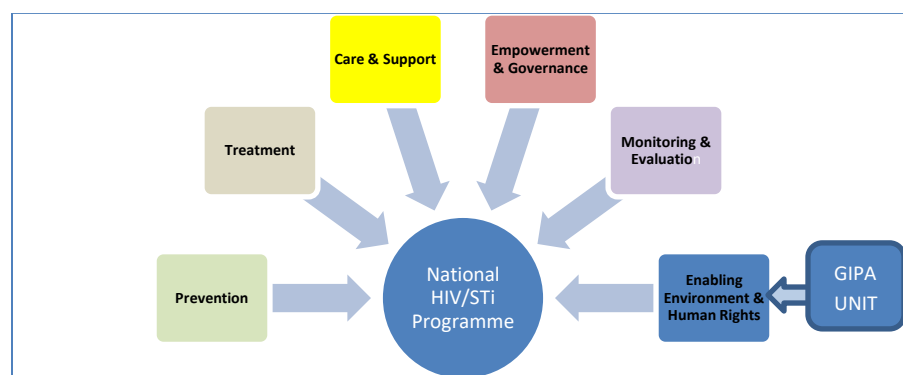 Care & Support
Empowerment
& Governance
Treatment
Monitoring &
Evaluation
Prevention
National
HIV/STi
Programme
Enabling
Environment &
Human Rights
GIPA
UNIT